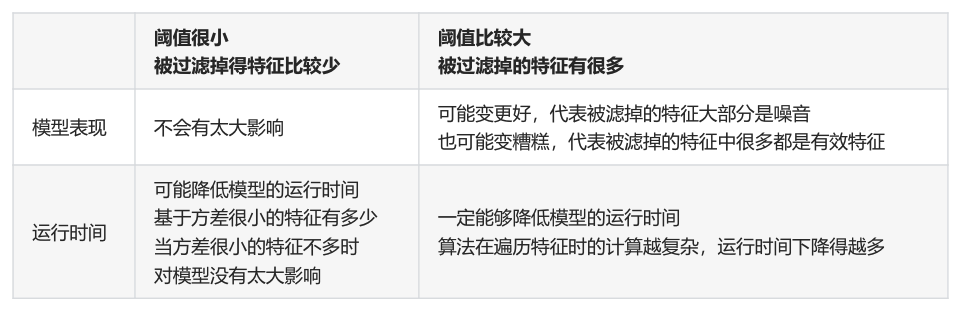 阈值很小
被过滤掉得特征比较少
阈值比较大
被过滤掉的特征有很多
模型表现
不会有太大影响
可能变更好，代表被滤掉的特征大部分是噪音
也可能变糟糕，代表被滤掉的特征中很多都是有效特征
运行时间
可能降低模型的运行时间
基于方差很小的特征有多少
当方差很小的特征不多时
对模型没有太大影响
一定能够降低模型的运行时间
算法在遍历特征时的计算越复杂，运行时间下降得越多